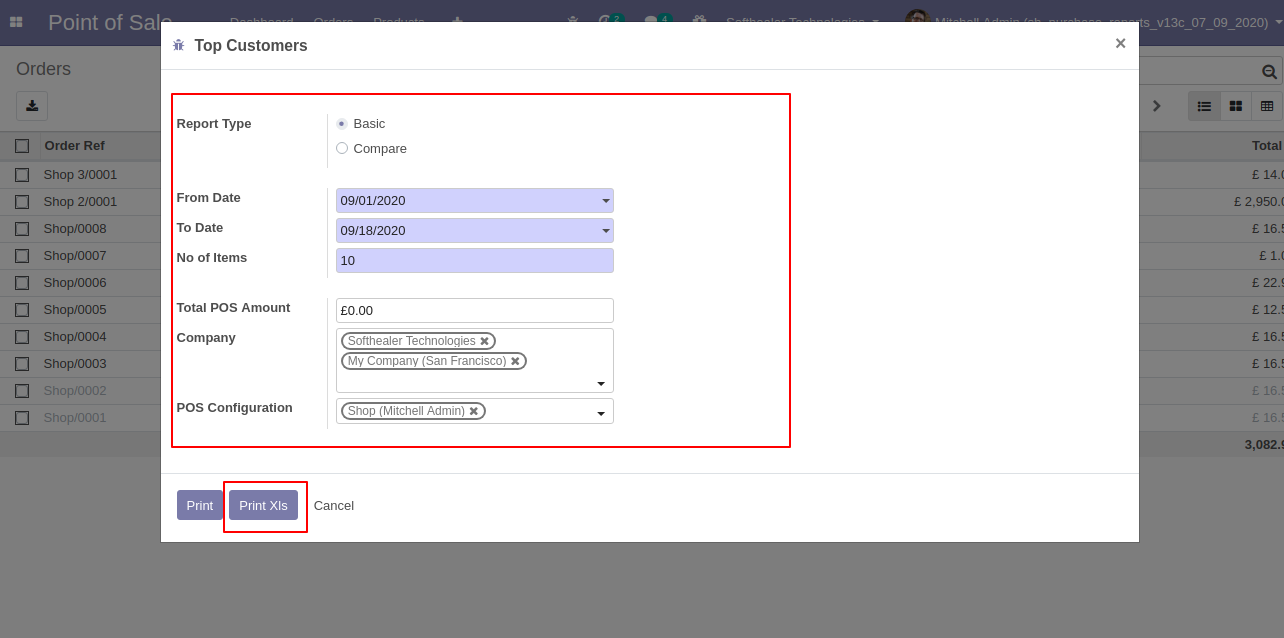 Point of Sale Dashboard Orders Products 2 4 Softhealer Technologies Mitchell Admin (sh_purchase_reports_v13c_07_09_2020)
Top Customers ×
Orders
Report Type Basic
Compare
Order Ref Total
Shop 3/0001 £ 14.0
From Date 09/01/2020
Shop 2/0001 £ 2,950.0
To Date 09/18/2020
Shop/0008 £ 16.5
No of Items 10
Shop/0007 £ 1.0
Shop/0006 £ 22.9
Total POS Amount £0.00
Shop/0005 £ 12.5
Company Softhealer Technologies
My Company (San Francisco)
Shop/0004 £ 16.5
Shop/0003 £ 16.5
Shop/0002 £ 16.5
POS Configuration Shop (Mitchell Admin)
Shop/0001 £ 16.5
3,082.9
Print Print Xls Cancel